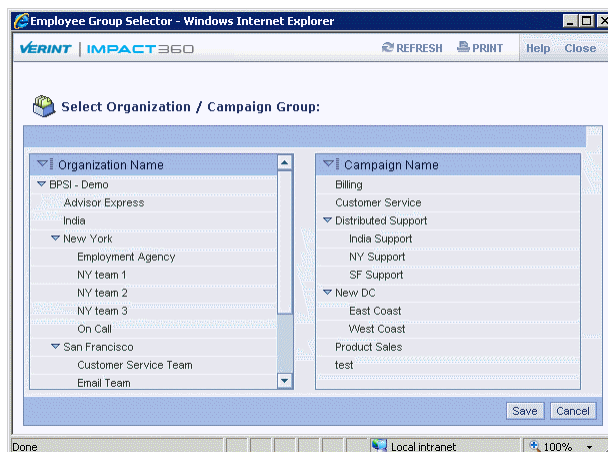 Employee Group Selector - Windows Internet Explorer
VERINT | IMPACT360 REFRESH PRINT Help Close
Select Organization / Campaign Group:
Organization Name
BPSI - Demo
Advisor Express
India
New York
Employment Agency
NY team 1
NY team 2
NY team 3
On Call
San Francisco
Customer Service Team
Email Team
Campaign Name
Billing
Customer Service
Distributed Support
India Support
NY Support
SF Support
New DC
East Coast
West Coast
Product Sales
test
Save Cancel
Done Local intranet 100%